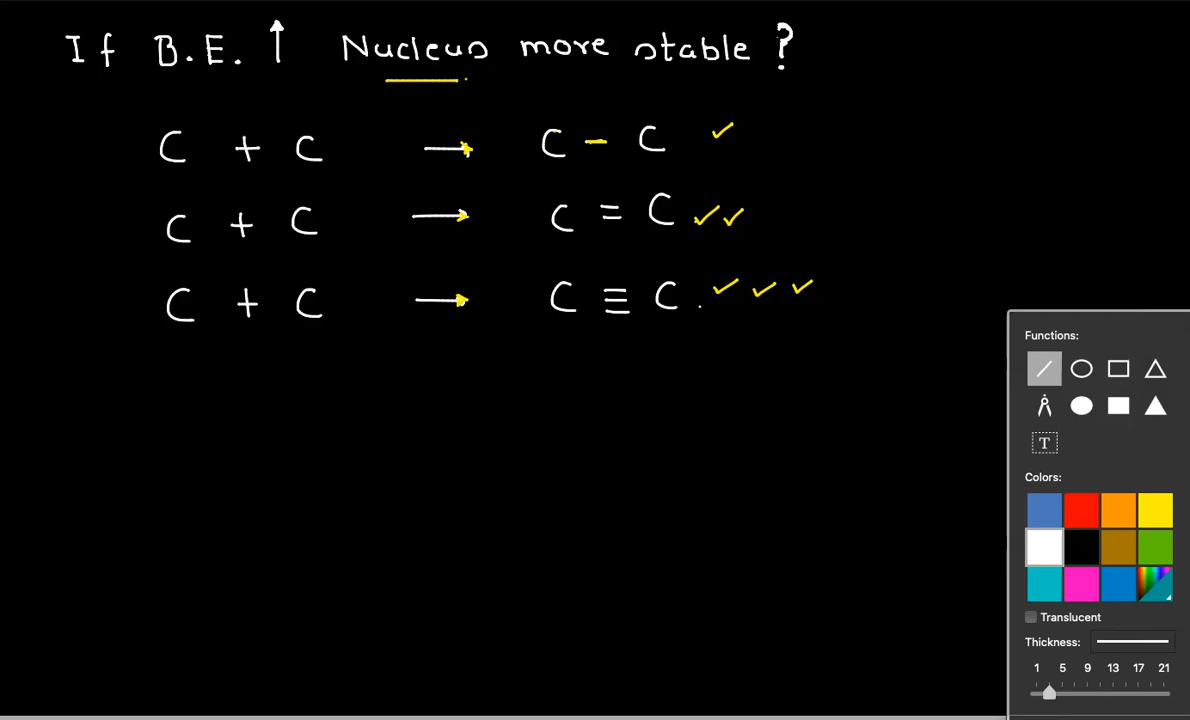 If B.E. ↑ Nucleus more stable ?
C + C → C - C ✓
C + C → C = C ✓✓
C + C → C ≡ C . ✓ ✓ ✓
Functions:
T
Colors:
Translucent
Thickness:
1 5 9 13 17 21